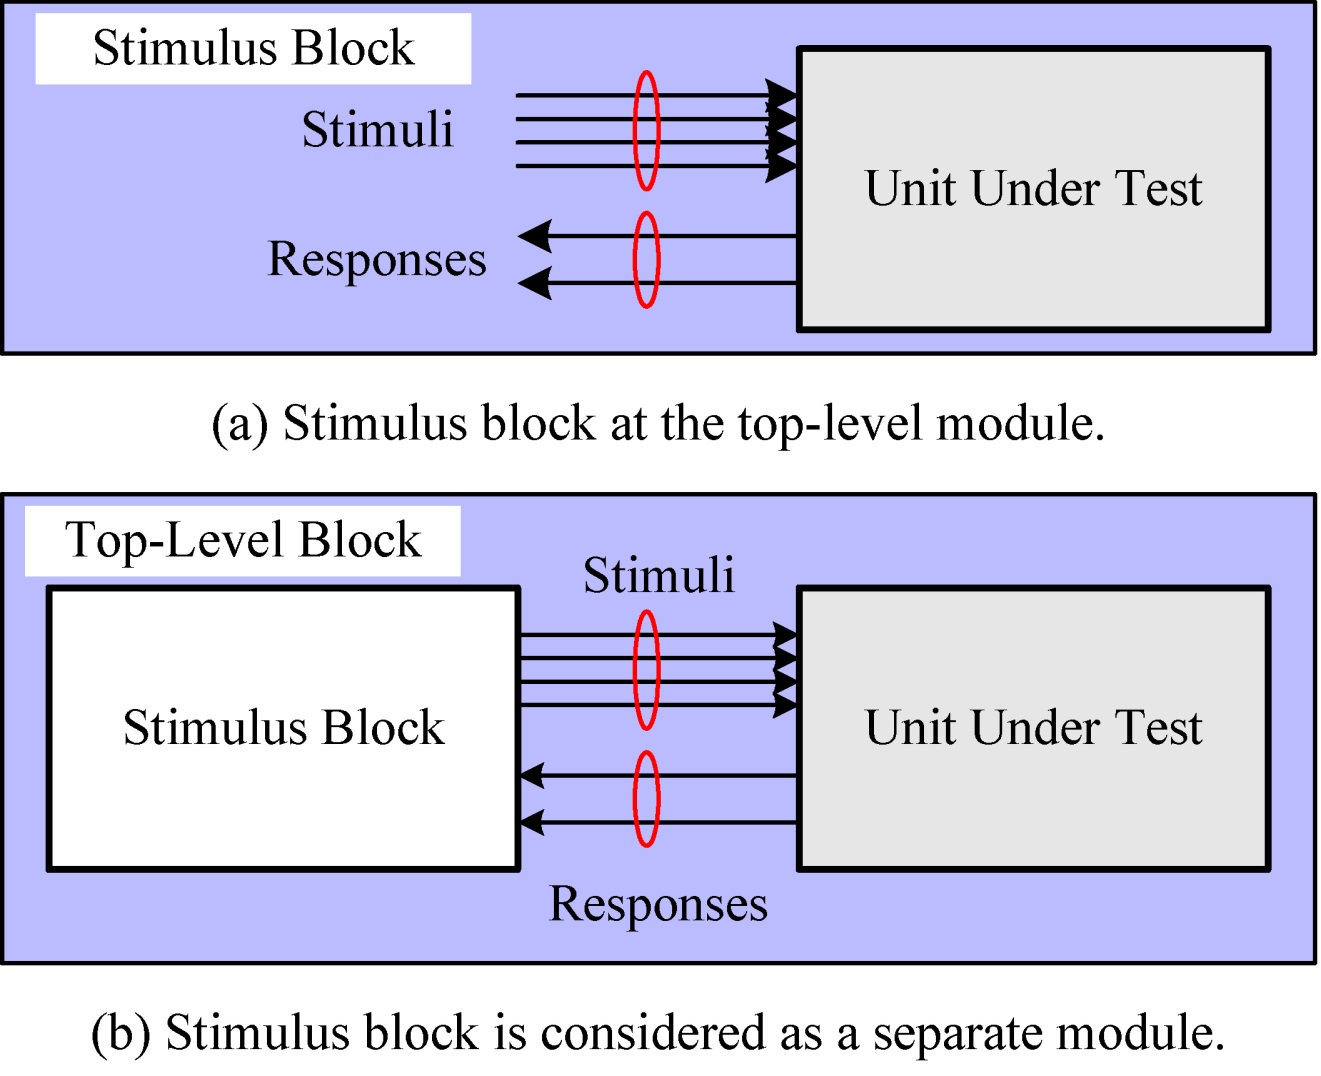 Stimulus Block
Stimuli
Unit Under Test
Responses
(a) Stimulus block at the top-level module.
Top-Level Block
Stimuli
Stimulus Block
Unit Under Test
Responses
(b) Stimulus block is considered as a separate module.